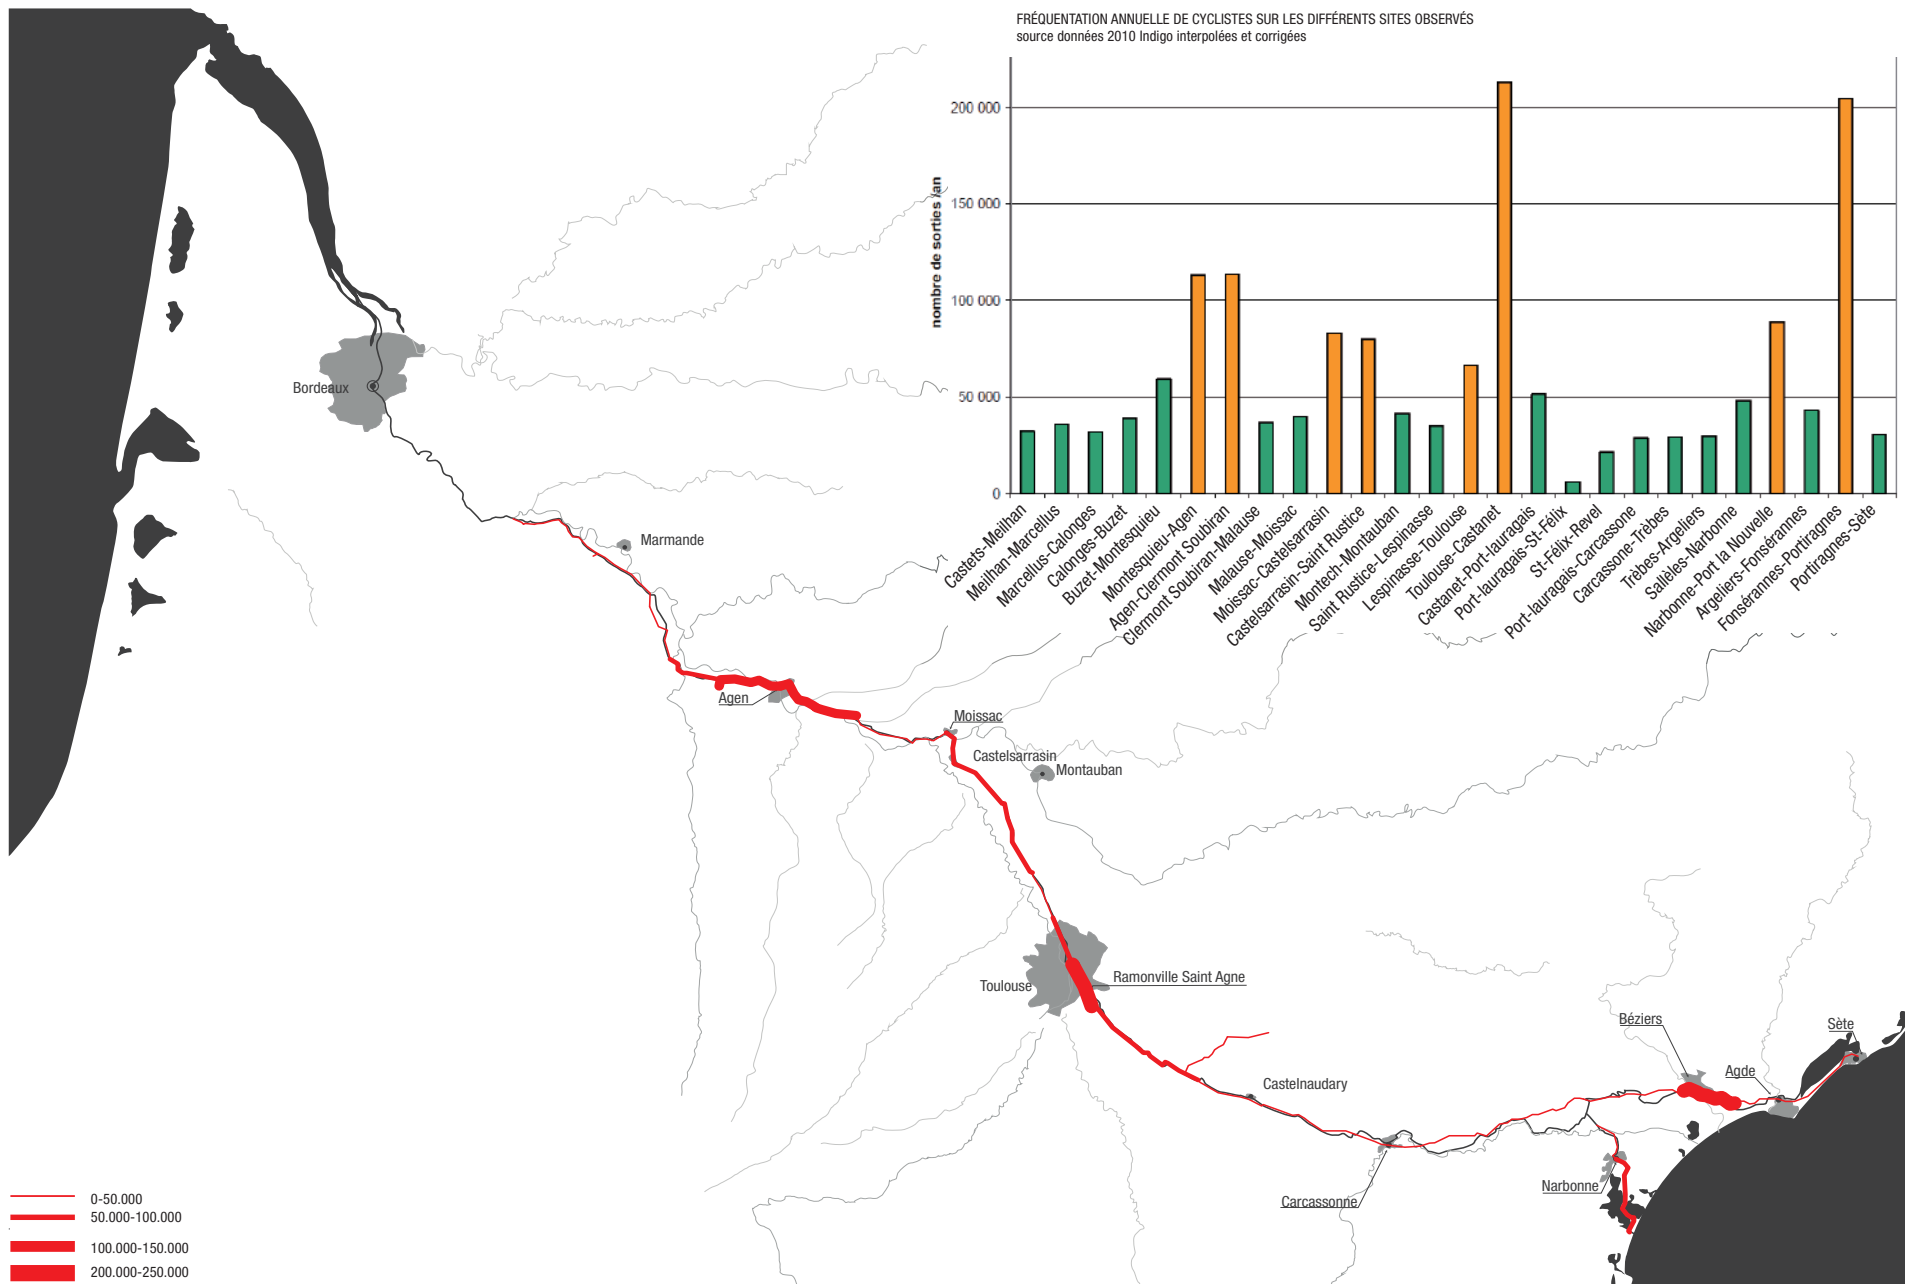 FRÉQUENTATION ANNUELLE DE CYCLISTES SUR LES DIFFÉRENTS SITES OBSERVÉS
source données 2010 Indigo interpolées et corrigées
nombre de sorties /an
200 000
150 000
100 000
50 000
0
Castets-Meilhan
Meilhan-Marcellus
Marcellus-Calonges
Calonges-Buzet
Buzet-Montesquieu
Montesquieu-Agen
Agen-Clermont Soubiran
Clermont Soubiran-Malause
Malause-Moissac
Moissac-Castelsarrasin
Castelsarrasin-Saint Rustice
Montech-Montauban
Saint Rustice-Lespinasse
Lespinasse-Toulouse
Toulouse-Castanet
Castanet-Port-lauragais
Port-lauragais-St-Félix
St-Félix-Revel
Port-lauragais-Carcassone
Carcassone-Trèbes
Trèbes-Argeliers
Sallèles-Narbonne
Narbonne-Port la Nouvelle
Argeliers-Fonsérannes
Fonsérannes-Portiragnes
Portiragnes-Sète
Bordeaux
Marmande
Agen
Moissac
Castelsarrasin
Montauban
Toulouse
Ramonville Saint Agne
Castelnaudary
Carcassonne
Béziers
Sète
Agde
Narbonne
0-50.000
50.000-100.000
100.000-150.000
200.000-250.000